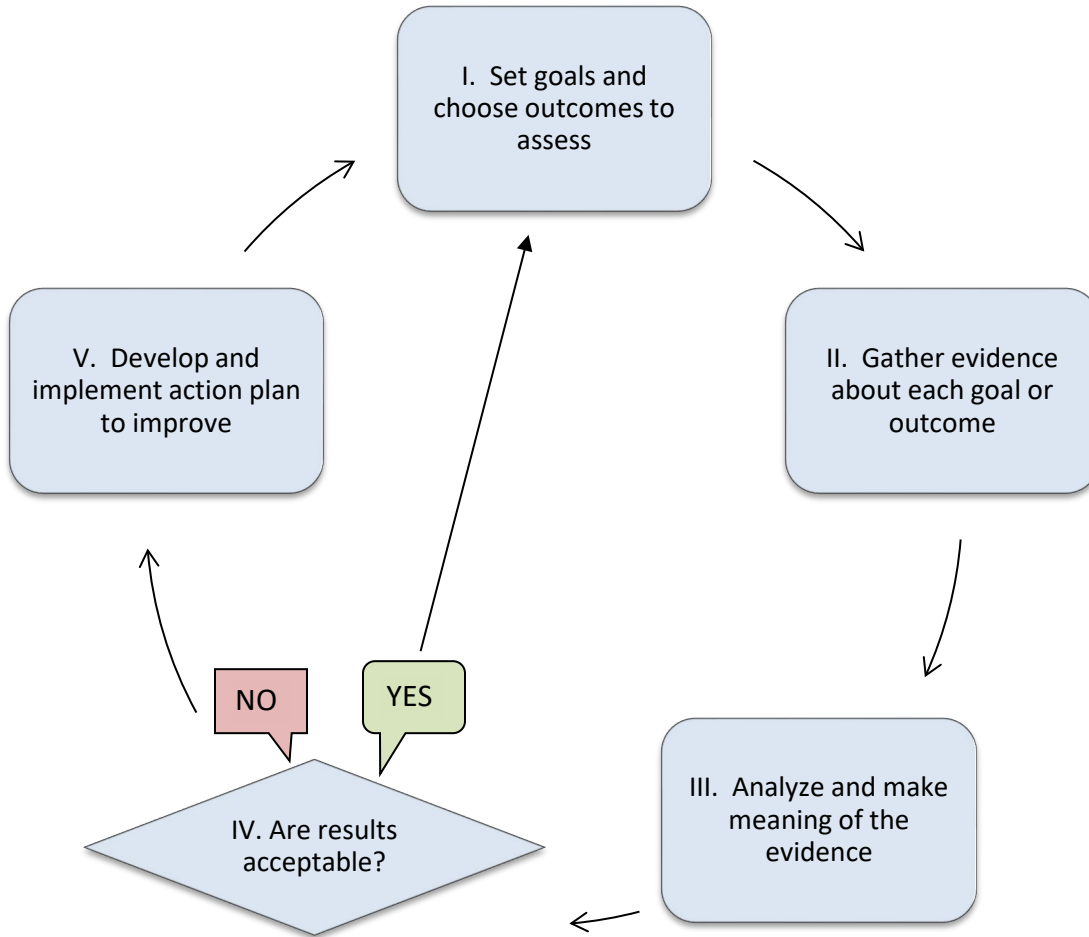 I. Set goals and
choose outcomes to
assess
II. Gather evidence
about each goal or
outcome
III. Analyze and make
meaning of the
evidence
IV. Are results
acceptable?
NO
YES
V. Develop and
implement action plan
to improve